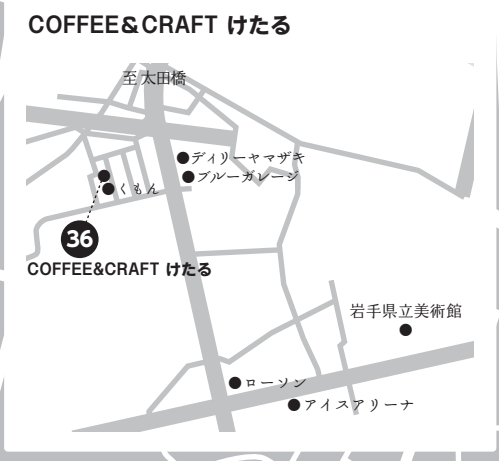 COFFEE&CRAFT けたる
至 太田橋
ディリーヤマザキ
ブルーガレージ
くもん
36
COFFEE&CRAFT けたる
岩手県立美術館
ローソン
アイスアリーナ